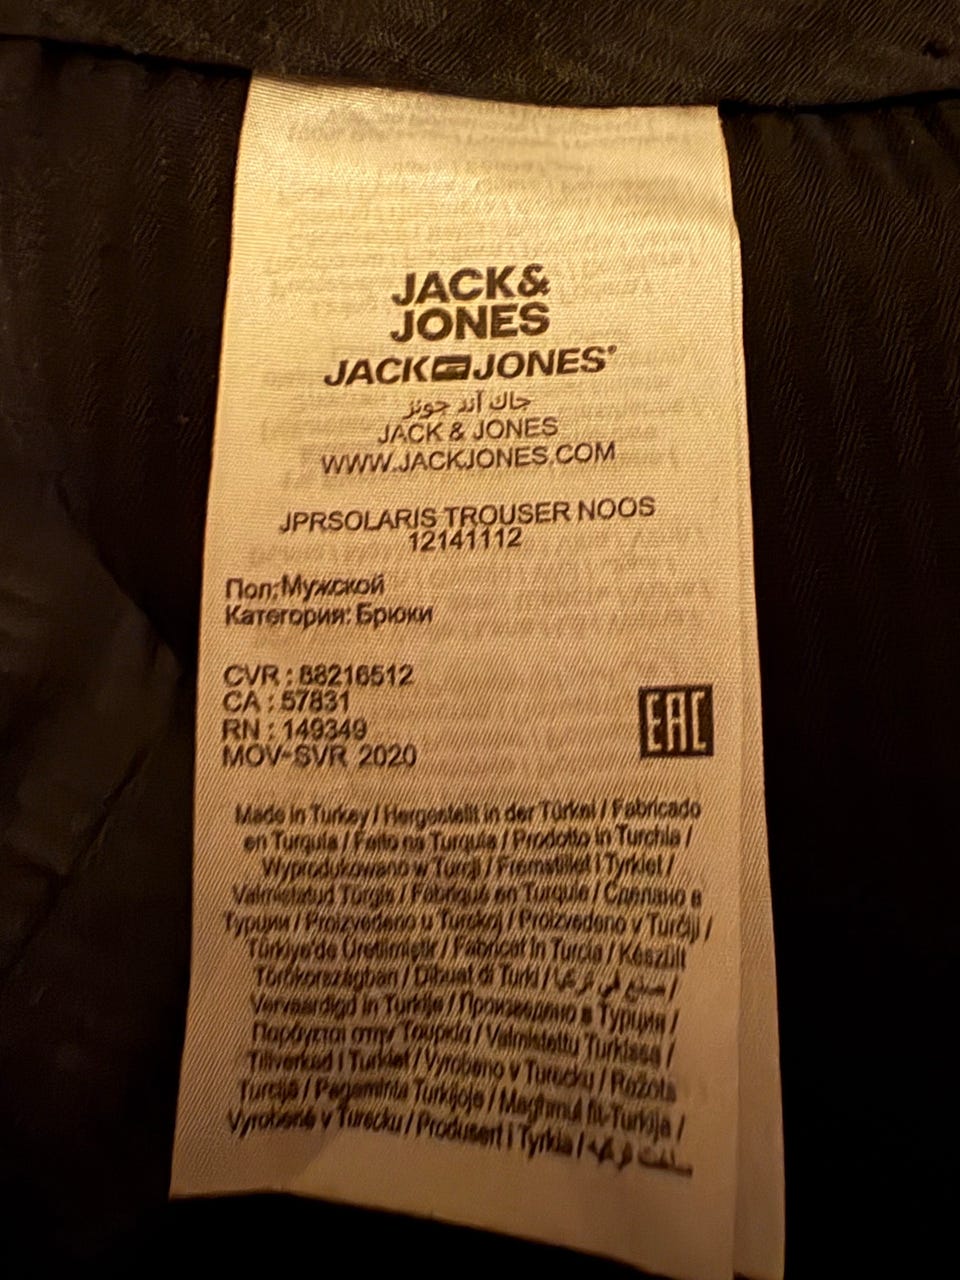 JACK&
JONES
JACK JONES®
جاك آند جونز
JACK & JONES
WWW.JACKJONES.COM
JPRSOLARIS TROUSER NOOS
12141112
Пол:Мужской
Категория: Брюки
CVR : 88216512
CA : 57831
RN : 149349
MOV-SVR 2020
EAC
Made in Turkey / Hergestellt in der Türkei / Fabricado
en Turquía / Feito na Turquia / Prodotto in Turchia /
Wyprodukowano w Turcji / Fremstillet i Tyrkiet /
Valmistatud Türgis / Fabriqué en Turquie / Сделано в
Турции / Proizvedeno u Turskoj / Proizvedeno v Turčiji /
Türkiye'de Üretilmiştir / Fabricat în Turcia / Készült
Törökországban / Dibuat di Turki / صنع في تركيا /
Vervaardigd in Turkije / Произведено в Турция /
Παράγεται στην Τουρκία / Valmistettu Turkissa /
Tillverkad i Turkiet / Vyrobeno v Turecku / Ražots
Turcijā / Pagaminta Turkijoje / Magħmul fit-Turkija /
Vyrobené v Turecku / Produsert i Tyrkia /